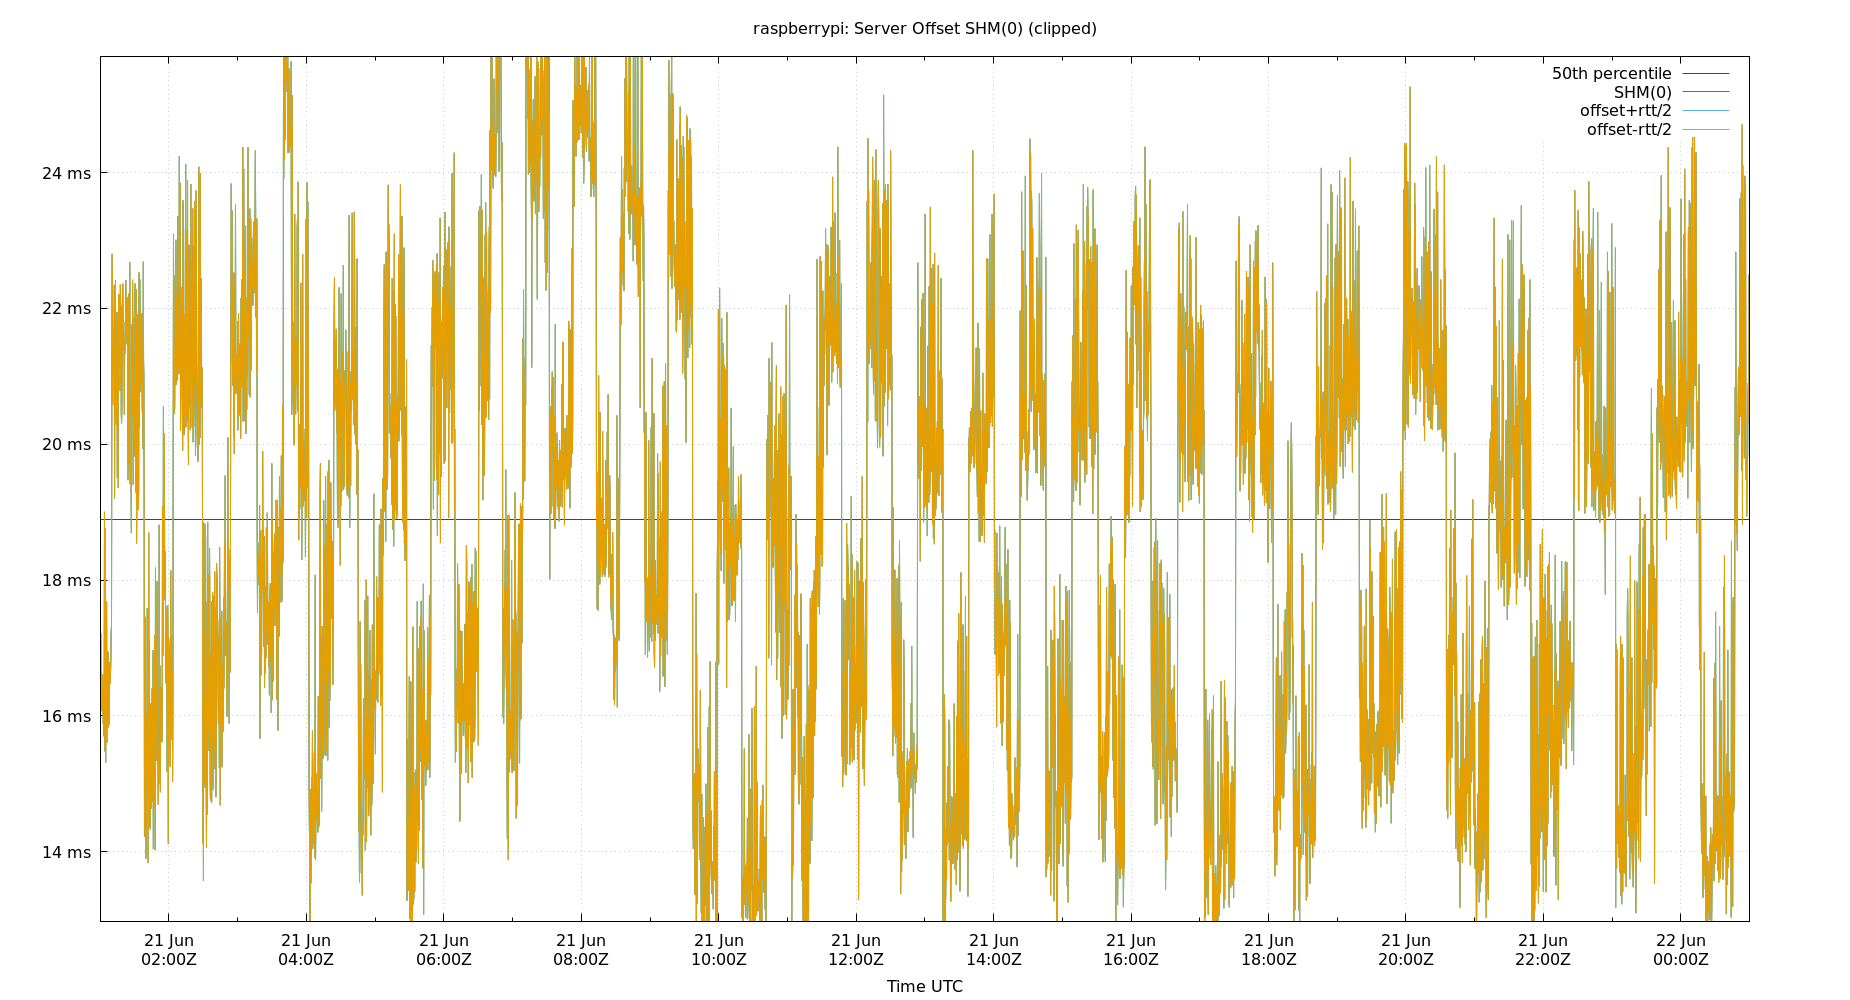 raspberrypi: Server Offset SHM(0) (clipped)
50th percentile
SHM(0)
offset+rtt/2
offset-rtt/2
24 ms
22 ms
20 ms
18 ms
16 ms
14 ms
21 Jun 21 Jun 21 Jun 21 Jun 21 Jun 21 Jun 21 Jun 21 Jun 21 Jun 21 Jun 21 Jun 22 Jun
02:00Z 04:00Z 06:00Z 08:00Z 10:00Z 12:00Z 14:00Z 16:00Z 18:00Z 20:00Z 22:00Z 00:00Z
Time UTC